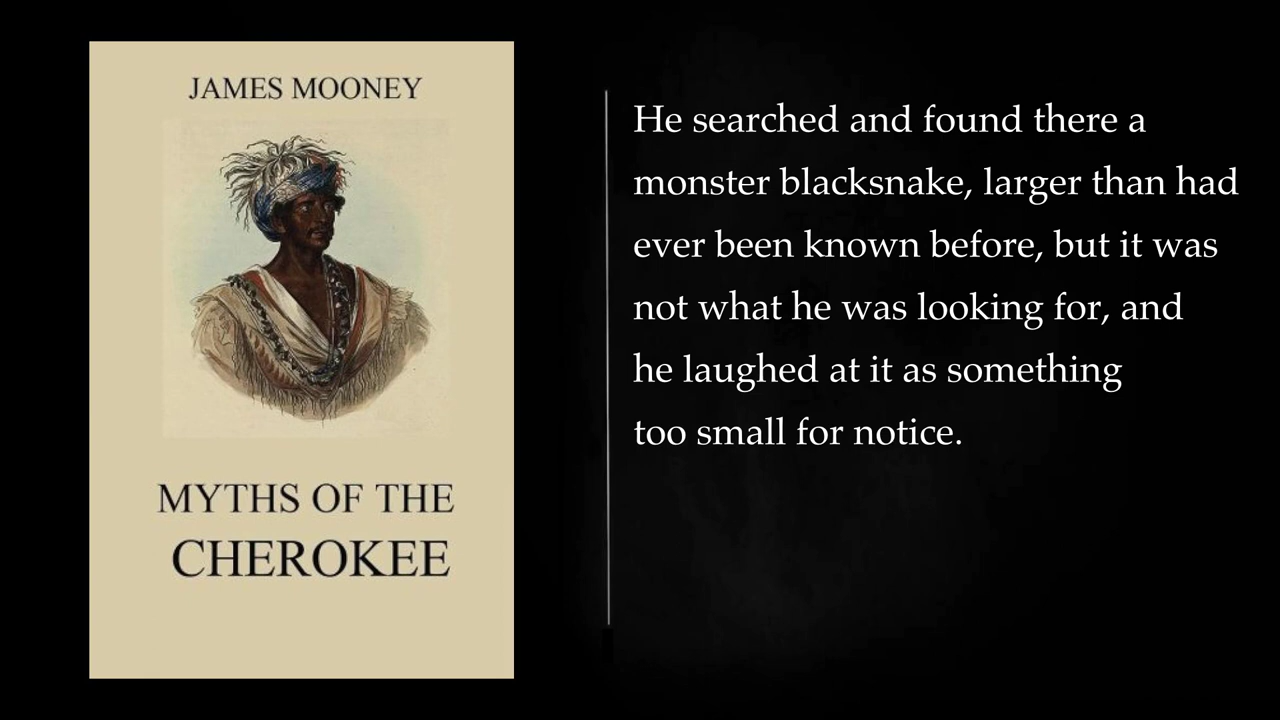 JAMES MOONEY
MYTHS OF THE
CHEROKEE
He searched and found there a
monster blacksnake, larger than had
ever been known before, but it was
not what he was looking for, and
he laughed at it as something
too small for notice.